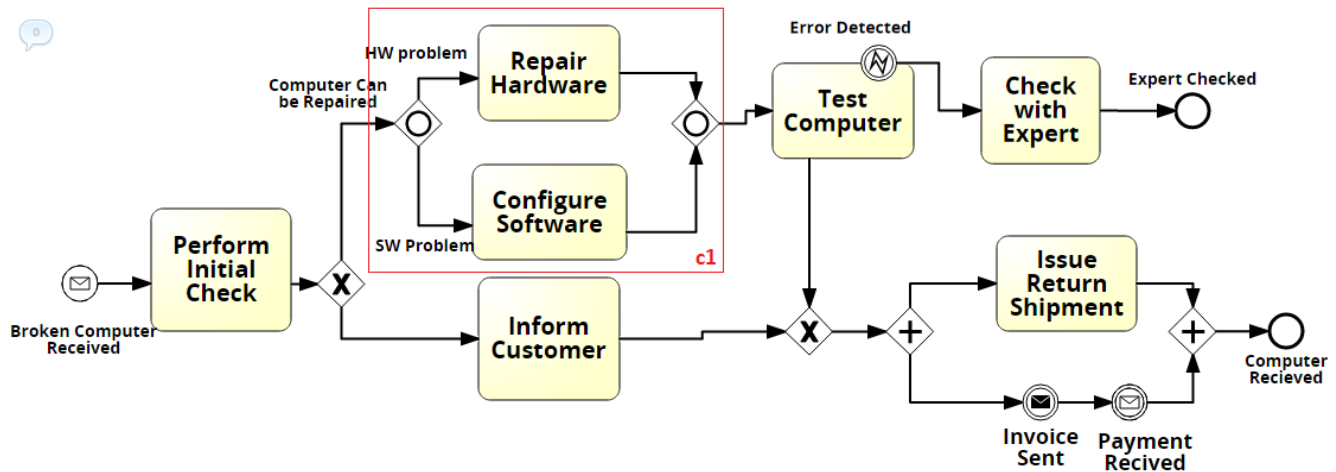 0
HW problem
Repair
Hardware
Error Detected
Computer Can
be Repaired
Test
Computer
Check
with
Expert
Expert Checked
Configure
Software
SW Problem
c1
Perform
Initial
Check
X
Broken Computer
Received
Inform
Customer
X
Issue
Return
Shipment
Computer
Recieved
Invoice
Sent
Payment
Recived